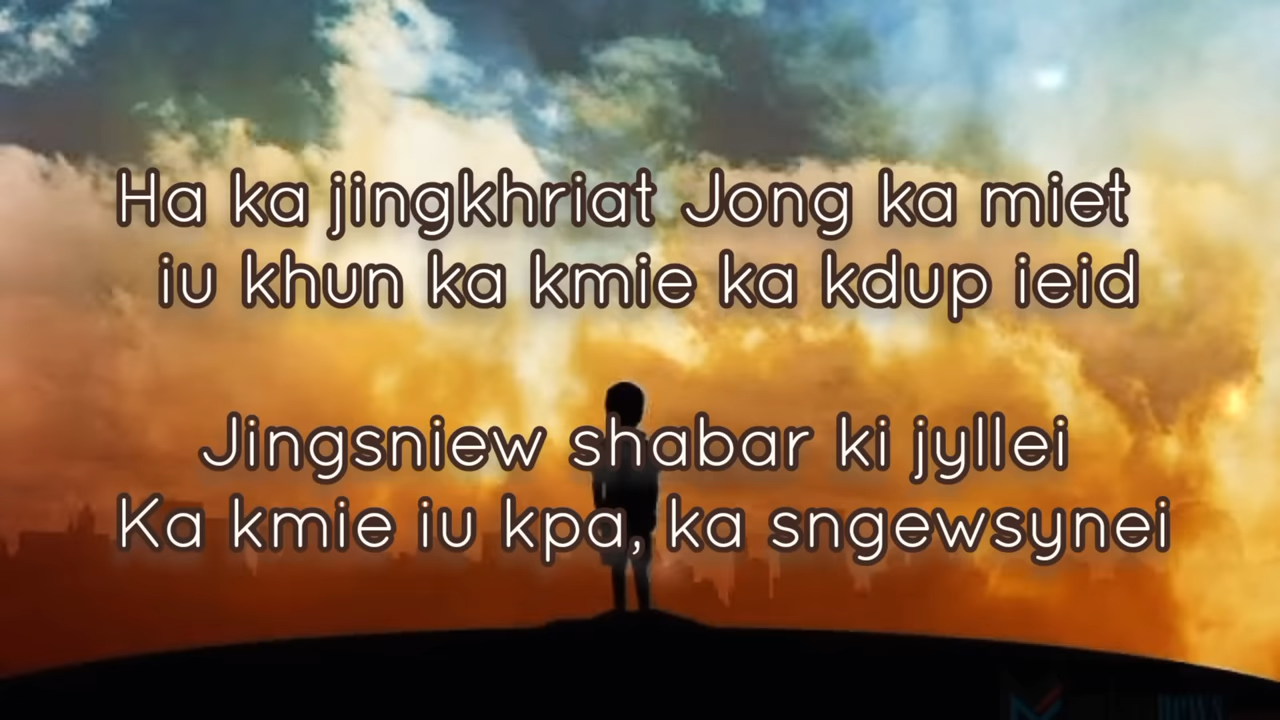 Ha ka jingkhriat Jong ka miet
iu khun ka kmie ka kdup ieid
Jingsniew shabar ki jyllei
Ka kmie iu kpa, ka sngewsynei
news